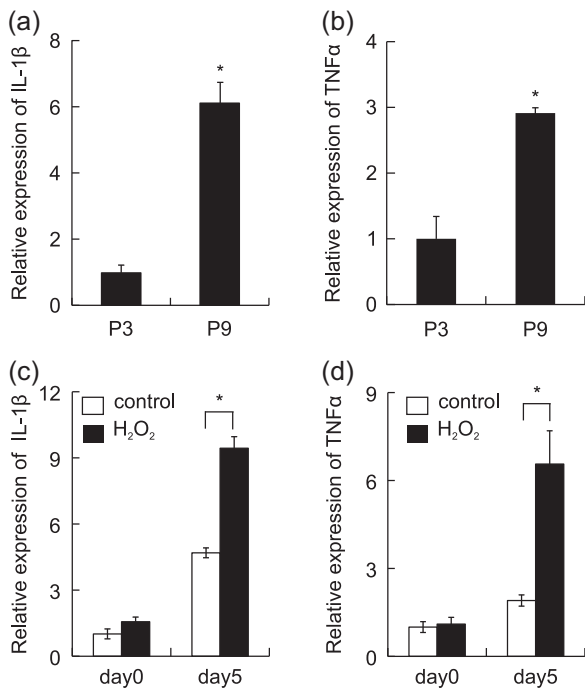 (a)
Relative expression of IL-1β
8
6
4
2
0
*
P3
P9
(b)
Relative expression of TNFα
4
3
2
1
0
*
P3
P9
(c)
Relative expression of IL-1β
12
9
6
3
0
control
H₂O₂
*
day0
day5
(d)
Relative expression of TNFα
9
6
3
0
control
H₂O₂
*
day0
day5